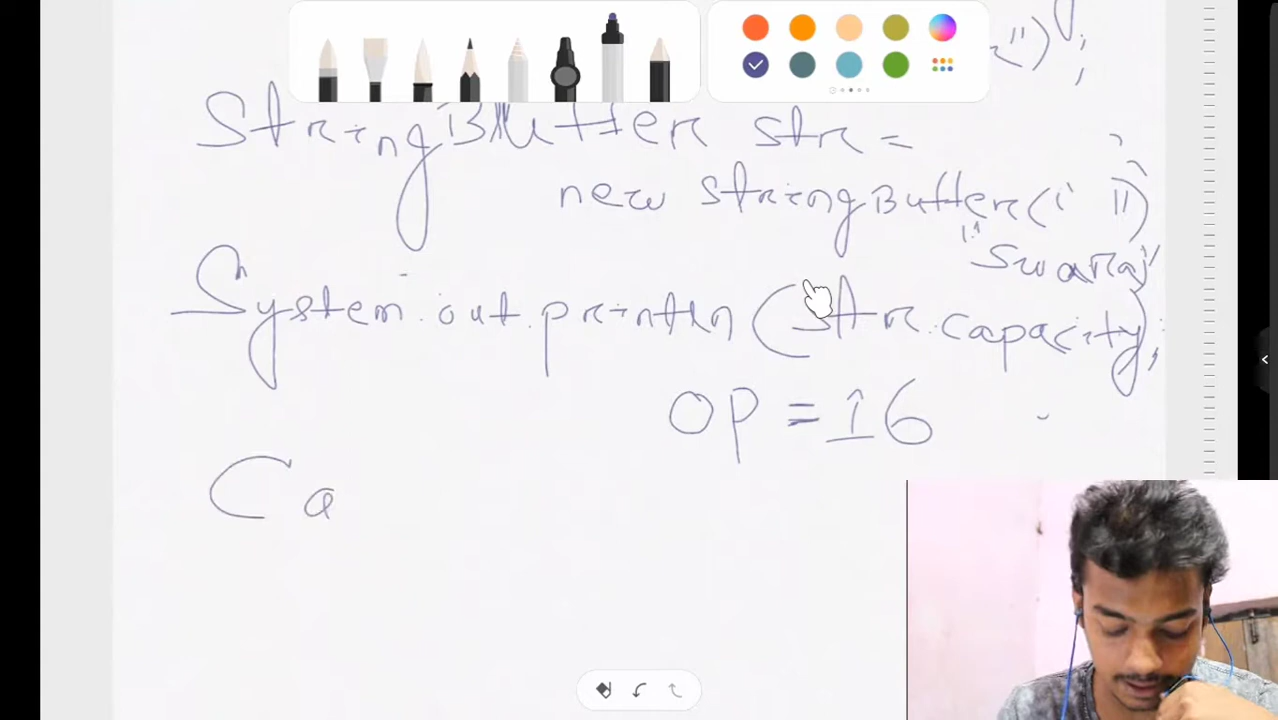 ");
StringBuffer str =
new stringBuffer(" ")
"Swaraj"
System.out.println(Str.capacity);
OP = 16
Ca